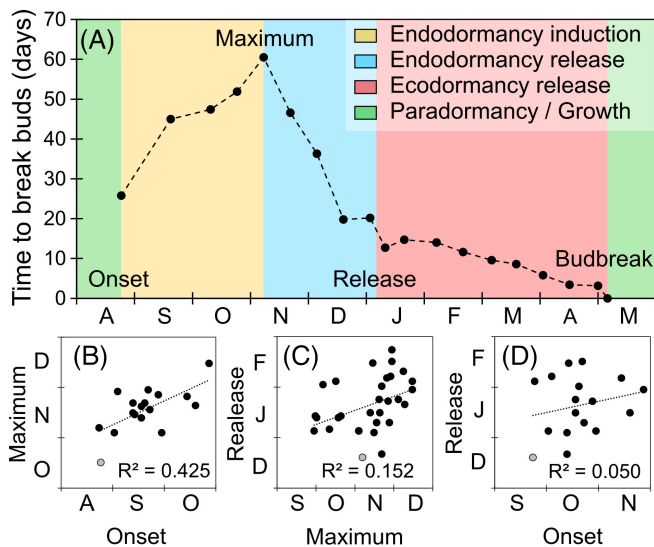 (A)
Maximum
Endodormancy induction
Endodormancy release
Ecodormancy release
Paradormancy / Growth
Time to break buds (days)
70
60
50
40
30
20
10
0
Onset
Release
Budbreak
A S O N D J F M A M
(B)
Maximum
D
N
O
R² = 0.425
A S O
Onset
(C)
Realease
F
J
D
R² = 0.152
S O N D
Maximum
(D)
Release
F
J
D
R² = 0.050
S O N
Onset